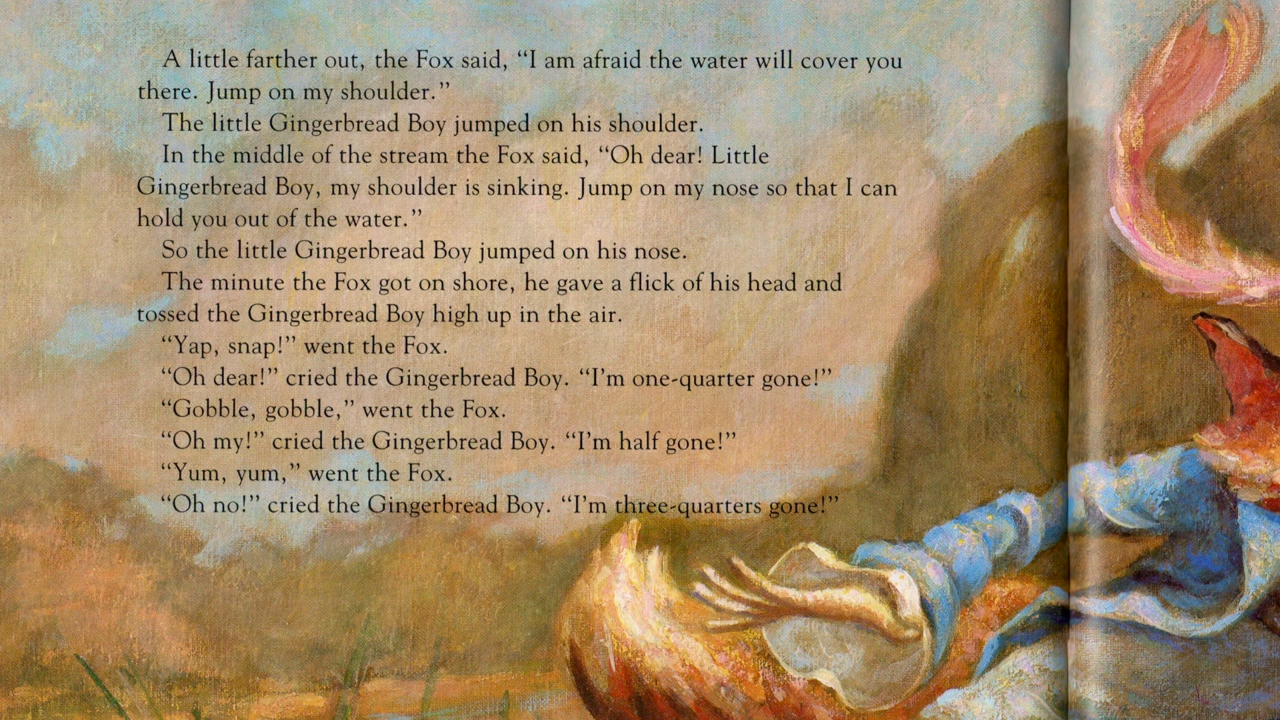 A little farther out, the Fox said, “I am afraid the water will cover you
there. Jump on my shoulder.”
The little Gingerbread Boy jumped on his shoulder.
In the middle of the stream the Fox said, “Oh dear! Little
Gingerbread Boy, my shoulder is sinking. Jump on my nose so that I can
hold you out of the water.”
So the little Gingerbread Boy jumped on his nose.
The minute the Fox got on shore, he gave a flick of his head and
tossed the Gingerbread Boy high up in the air.
“Yap, snap!” went the Fox.
“Oh dear!” cried the Gingerbread Boy. “I'm one-quarter gone!”
“Gobble, gobble,” went the Fox.
“Oh my!” cried the Gingerbread Boy. “I'm half gone!”
“Yum, yum,” went the Fox.
“Oh no!” cried the Gingerbread Boy. “I'm three-quarters gone!”